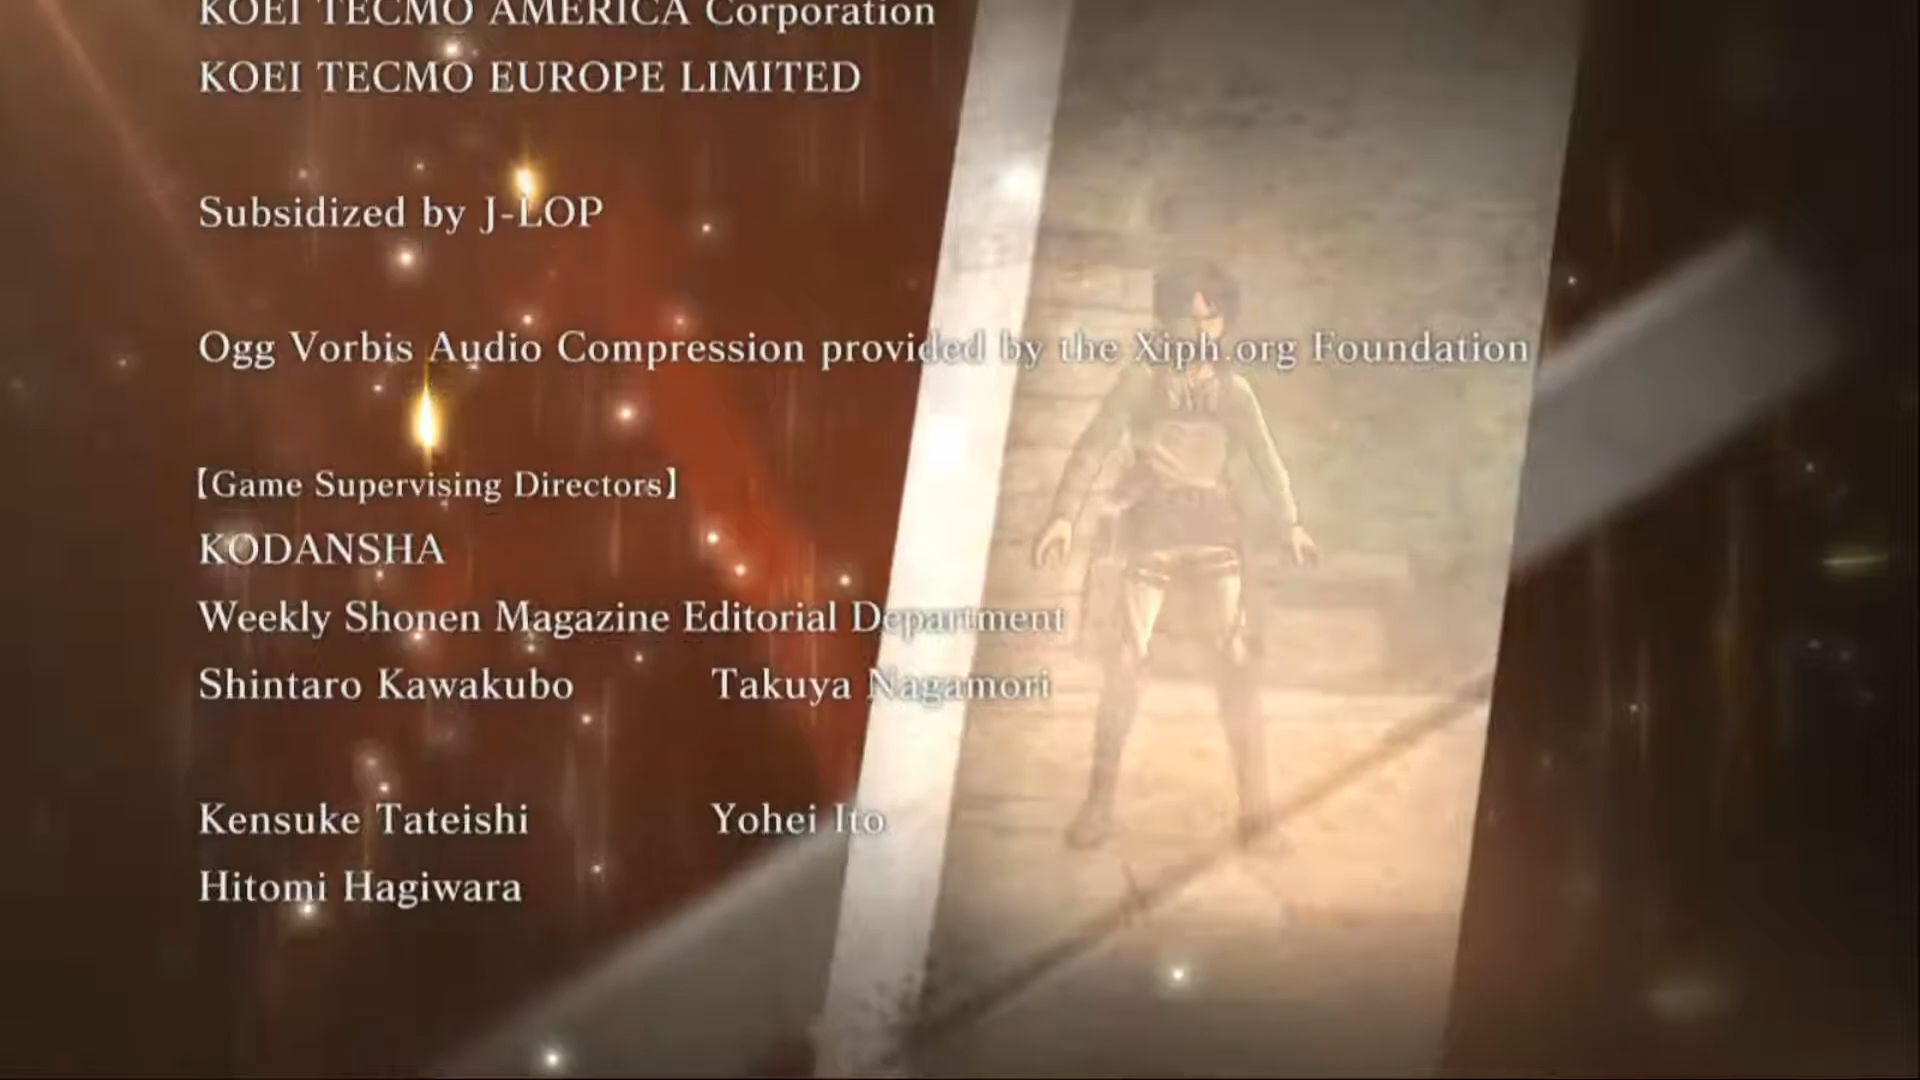 KOEI TECMO AMERICA Corporation
KOEI TECMO EUROPE LIMITED
Subsidized by J-LOP
Ogg Vorbis Audio Compression provided by the Xiph.org Foundation
【Game Supervising Directors】
KODANSHA
Weekly Shonen Magazine Editorial Department
Shintaro Kawakubo Takuya Nagamori
Kensuke Tateishi Yohei Ito
Hitomi Hagiwara